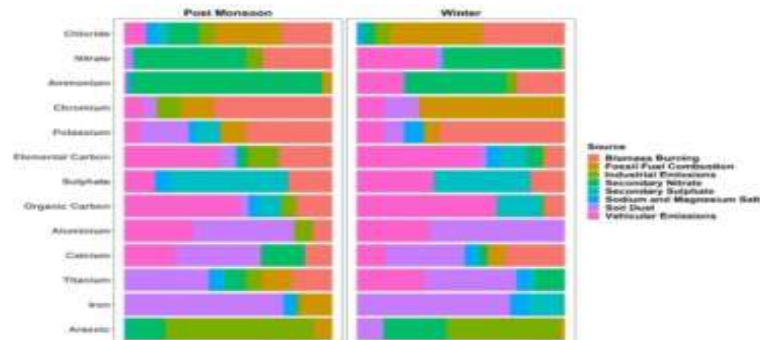 Post Monsoon
Winter
Chloride
Nitrate
Ammonium
Chromium
Potassium
Elemental Carbon
Sulphate
Organic Carbon
Aluminium
Calcium
Titanium
Iron
Arsenic
Source
Biomass Burning
Fossil Fuel Combustion
Industrial Emissions
Secondary Nitrate
Secondary Sulphate
Sodium and Magnesium Salt
Soil Dust
Vehicular Emissions